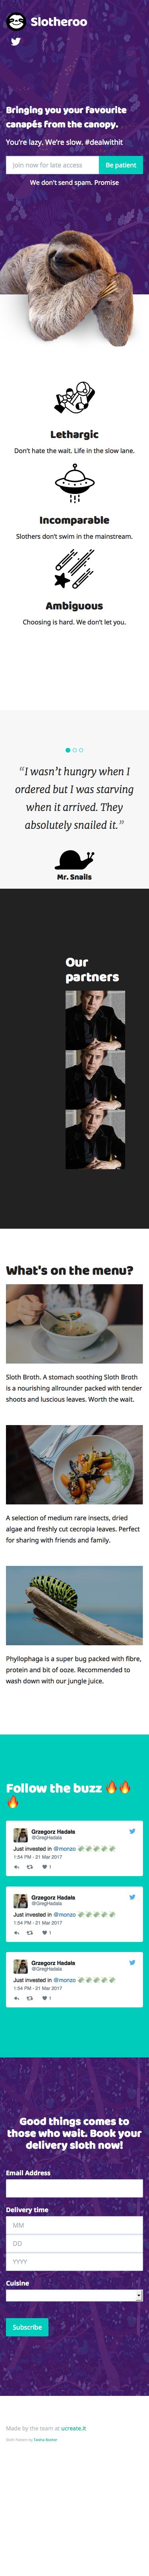 Slotheroo
Bringing you your favourite
canapés from the canopy.
You're lazy. We're slow. #dealwithit
Join now for late access
Be patient
We don't send spam. Promise
Lethargic
Don't hate the wait. Life in the slow lane.
Incomparable
Slothers don't swim in the mainstream.
Ambiguous
Choosing is hard. We don't let you.
“I wasn't hungry when I
ordered but I was starving
when it arrived. They
absolutely snailed it.”
Mr. Snails
Our
partners
What's on the menu?
Sloth Broth. A stomach soothing Sloth Broth
is a nourishing allrounder packed with tender
shoots and luscious leaves. Worth the wait.
A selection of medium rare insects, dried
algae and freshly cut cecropia leaves. Perfect
for sharing with friends and family.
Phyllophaga is a super bug packed with fibre,
protein and bit of ooze. Recommended to
wash down with our jungle juice.
Follow the buzz 🔥🔥
🔥
Grzegorz Hadala
@GregHadala
Just invested in @monzo 💸💸💸💸💸
1:54 PM - 21 Mar 2017
1
Grzegorz Hadala
@GregHadala
Just invested in @monzo 💸💸💸💸💸
1:54 PM - 21 Mar 2017
1
Grzegorz Hadala
@GregHadala
Just invested in @monzo 💸💸💸💸💸
1:54 PM - 21 Mar 2017
1
Good things comes to
those who wait. Book your
delivery sloth now!
Email Address
Delivery time
MM
DD
YYYY
Cuisine
Subscribe
Made by the team at ucreate.it
Sloth Pattern by